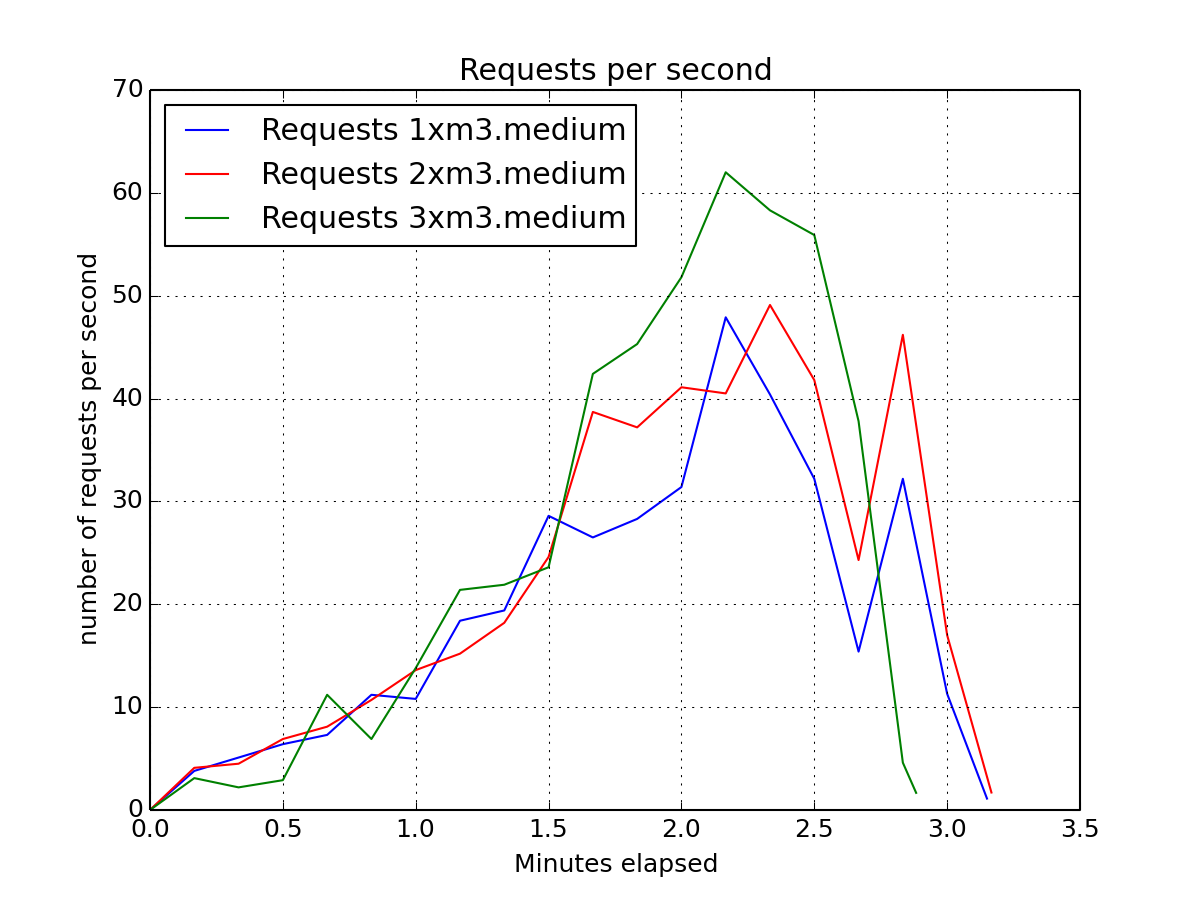 Requests per second
70
60
50
40
30
20
10
0
number of requests per second
Requests 1xm3.medium
Requests 2xm3.medium
Requests 3xm3.medium
0.0 0.5 1.0 1.5 2.0 2.5 3.0 3.5
Minutes elapsed